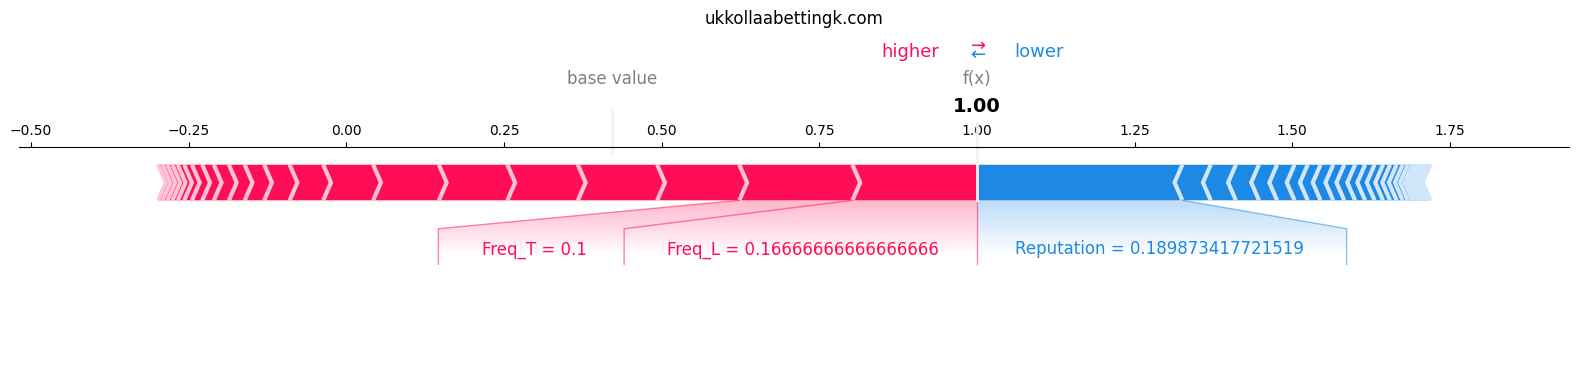 ukkollaabettingk.com
higher ⇄ lower
base value f(x)
1.00
−0.50 −0.25 0.00 0.25 0.50 0.75 1.00 1.25 1.50 1.75
Freq_T = 0.1 Freq_L = 0.16666666666666666 Reputation = 0.189873417721519